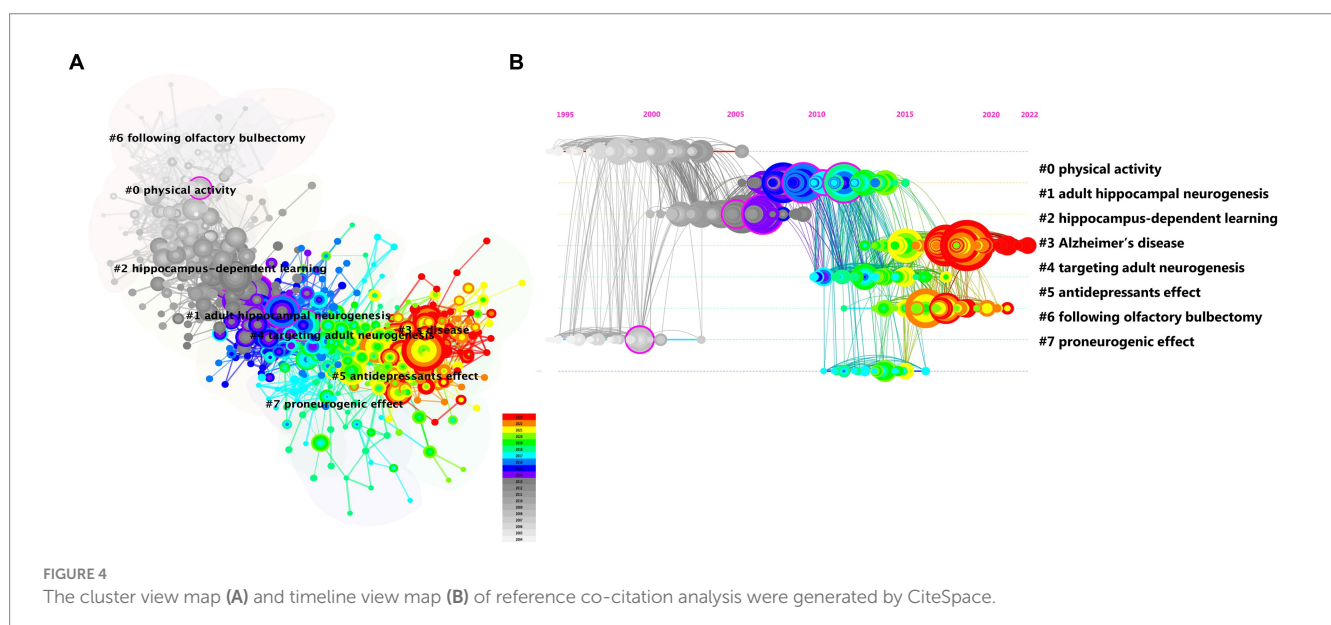 A
B
#6 following olfactory bulbectomy
#0 physical activity
#2 hippocampus-dependent learning
#1 adult hippocampal neurogenesis
#3 s disease
#4 targeting adult neurogenesis
#5 antidepressants effect
#7 proneurogenic effect
1995 2000 2005 2010 2015 2020 2022
#0 physical activity
#1 adult hippocampal neurogenesis
#2 hippocampus-dependent learning
#3 Alzheimer's disease
#4 targeting adult neurogenesis
#5 antidepressants effect
#6 following olfactory bulbectomy
#7 proneurogenic effect
FIGURE 4
The cluster view map (A) and timeline view map (B) of reference co-citation analysis were generated by CiteSpace.